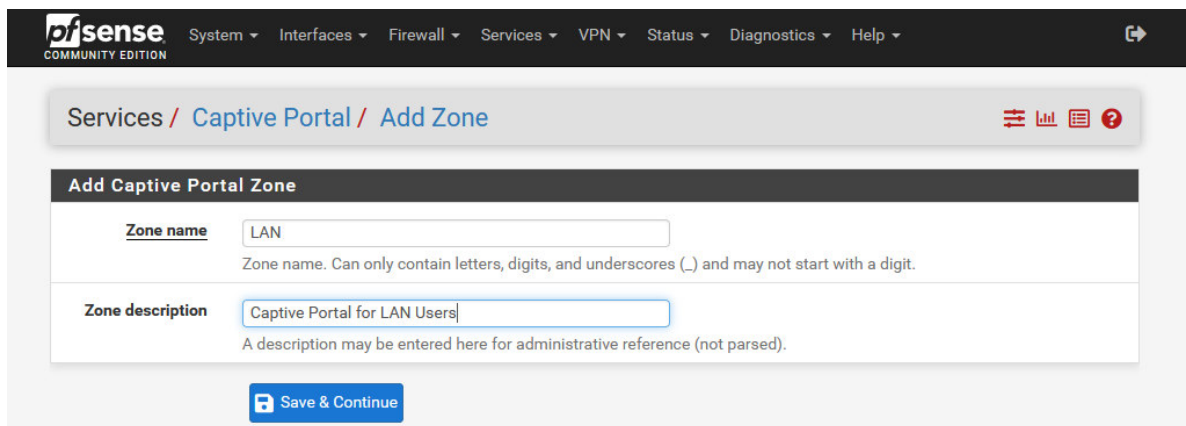 pfsense System Interfaces Firewall Services VPN Status Diagnostics Help
COMMUNITY EDITION
Services / Captive Portal / Add Zone
Add Captive Portal Zone
Zone name LAN
Zone name. Can only contain letters, digits, and underscores (_) and may not start with a digit.
Zone description Captive Portal for LAN Users
A description may be entered here for administrative reference (not parsed).
Save & Continue